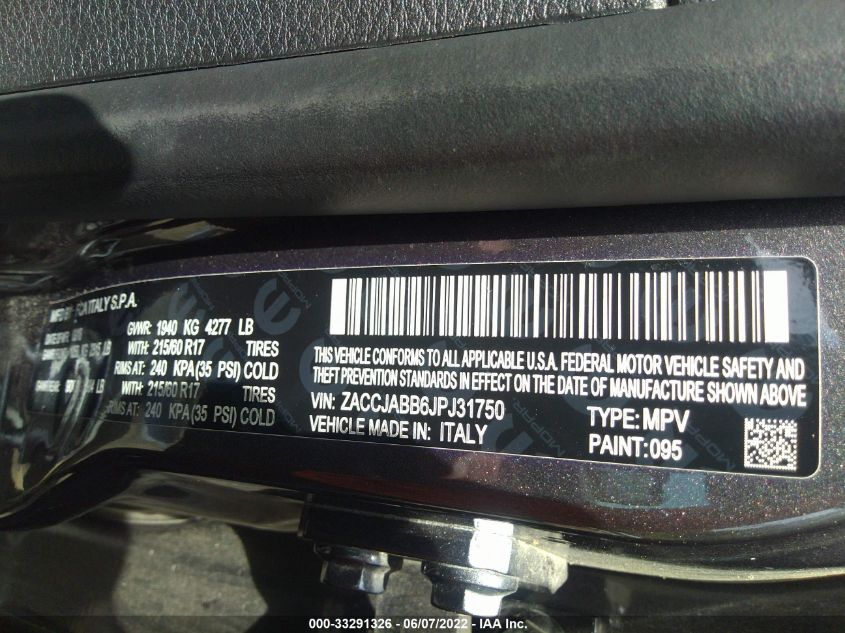 MFD BY FCA ITALY S.P.A.
GVWR: 1940 KG 4277 LB
WITH: 215/60 R17 TIRES
RIMS AT: 240 KPA (35 PSI) COLD
WITH: 215/60 R17 TIRES
RIMS AT: 240 KPA (35 PSI) COLD
THIS VEHICLE CONFORMS TO ALL APPLICABLE U.S.A. FEDERAL MOTOR VEHICLE SAFETY AND
THEFT PREVENTION STANDARDS IN EFFECT ON THE DATE OF MANUFACTURE SHOWN ABOVE
VIN: ZACCJABB6JPJ31750 TYPE: MPV
VEHICLE MADE IN: ITALY PAINT: 095
MOPAR
000-33291326 - 06/07/2022 - IAA Inc.